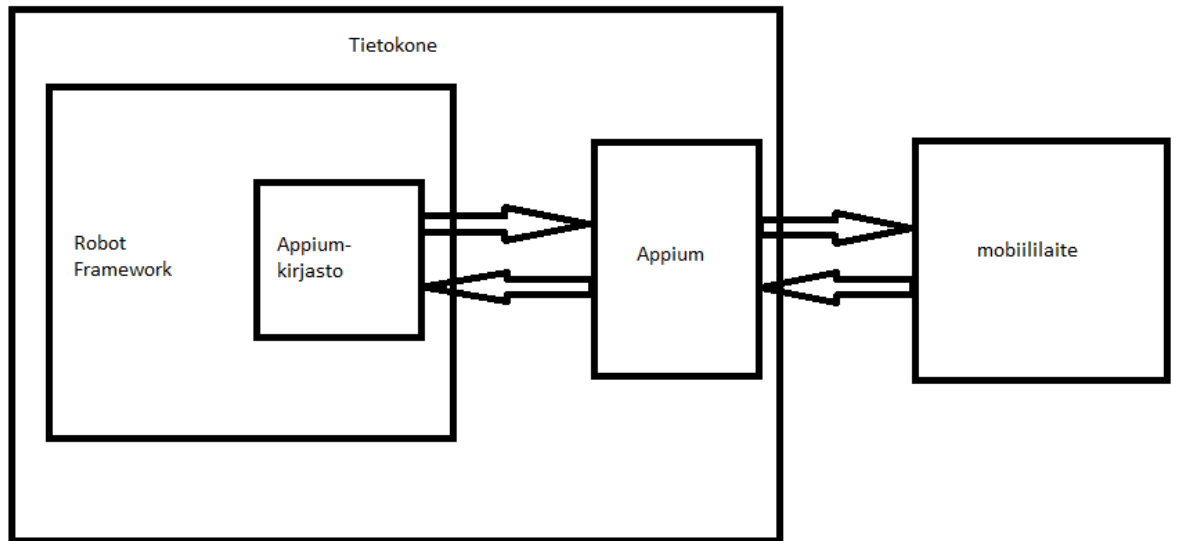 Tietokone
Robot
Framework
Appium-
kirjasto
Appium
mobiililaite